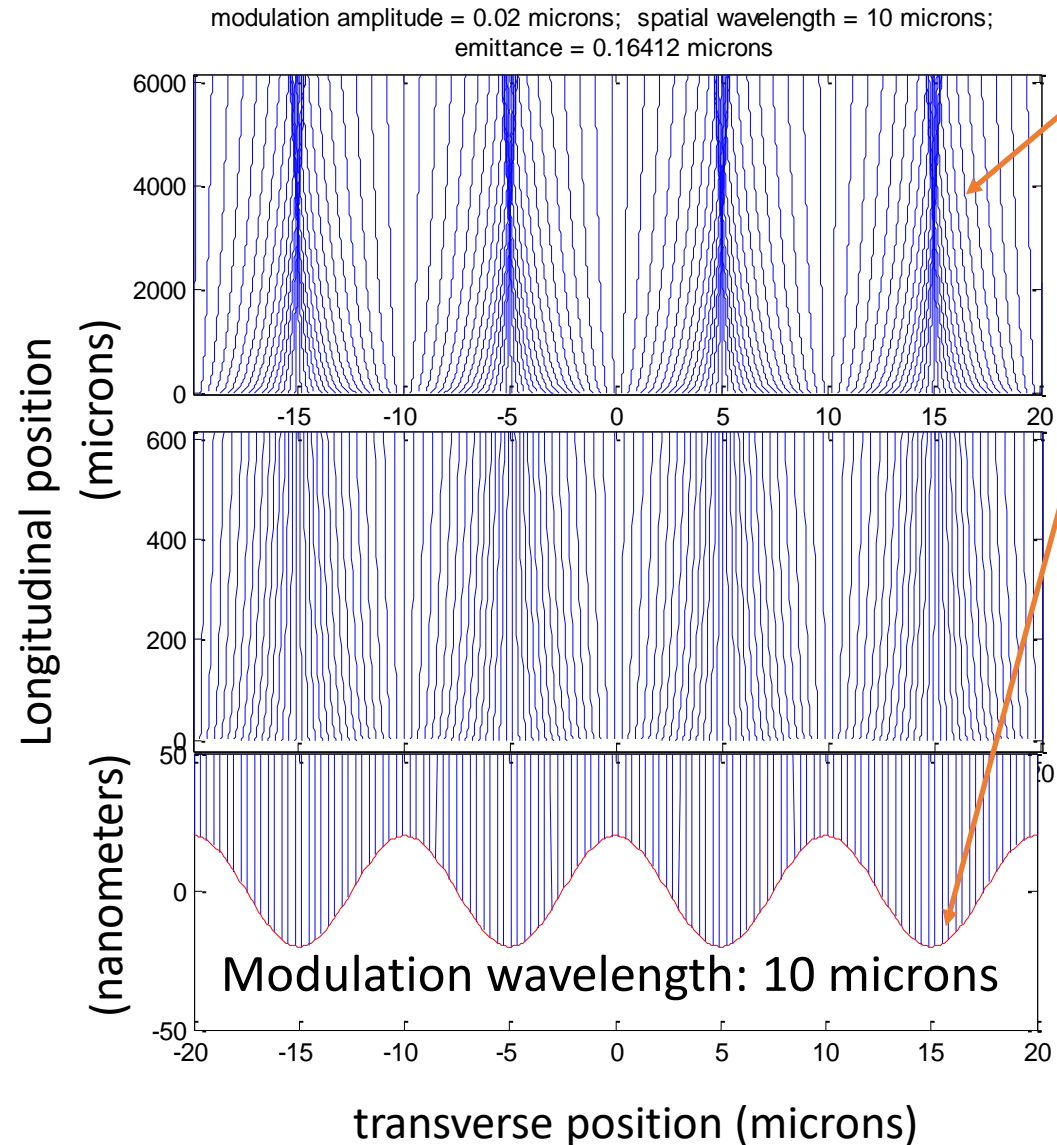 modulation amplitude = 0.02 microns;  spatial wavelength = 10 microns;
emittance = 0.16412 microns
Longitudinal position
(microns)
6000
4000
2000
0
-15 -10 -5 0 5 10 15 20
600
400
200
0
20
(nanometers)
50
0
-50
Modulation wavelength: 10 microns
-20 -15 -10 -5 0 5 10 15 20
transverse position (microns)